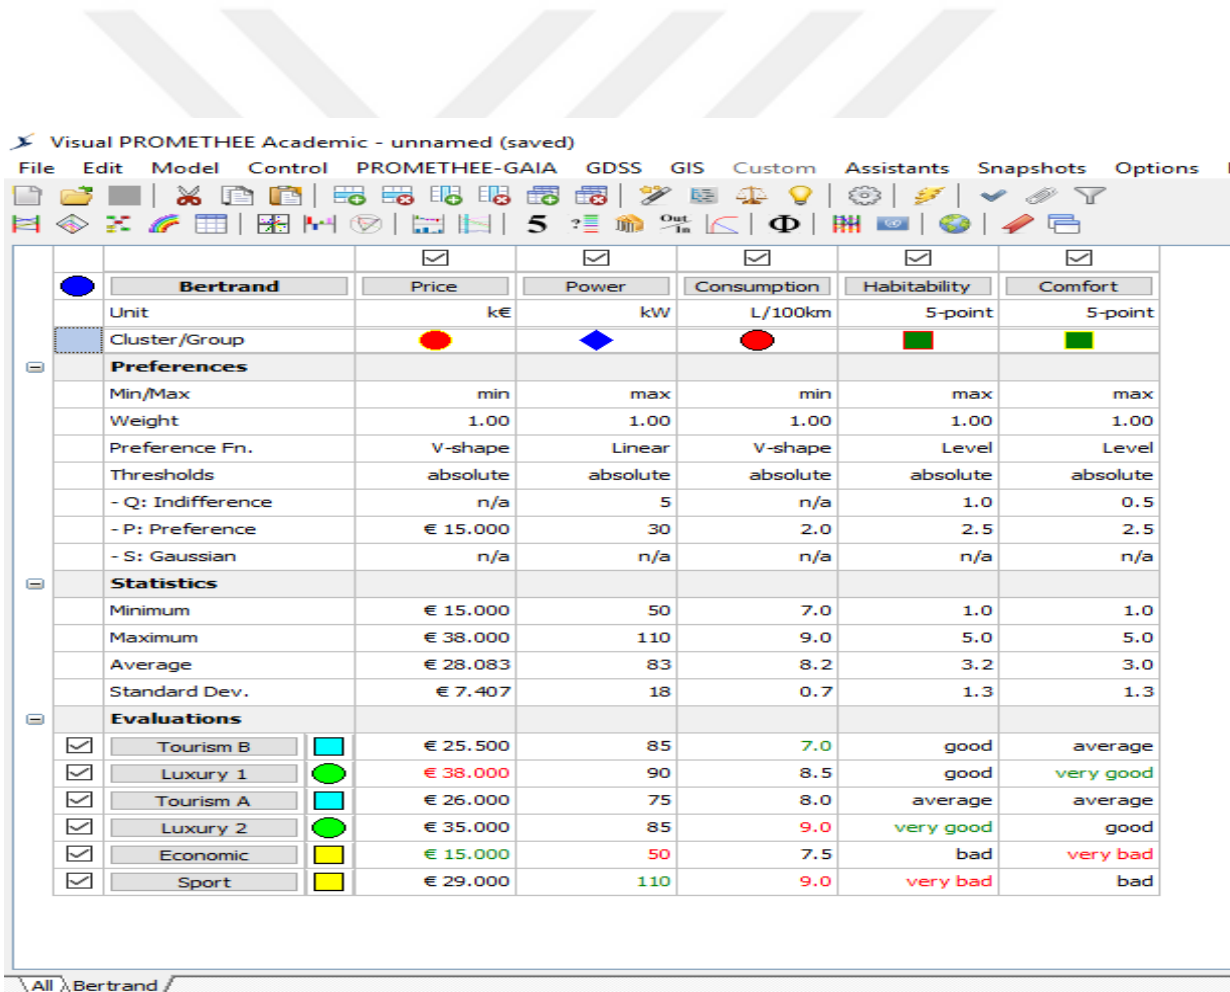 Visual PROMETHEE Academic - unnamed (saved)
File Edit Model Control PROMETHEE-GAIA GDSS GIS Custom Assistants Snapshots Options
5 ? Out In Φ
Bertrand Price Power Consumption Habitability Comfort
Unit k€ kW L/100km 5-point 5-point
Cluster/Group
Preferences
Min/Max min max min max max
Weight 1.00 1.00 1.00 1.00 1.00
Preference Fn. V-shape Linear V-shape Level Level
Thresholds absolute absolute absolute absolute absolute
- Q: Indifference n/a 5 n/a 1.0 0.5
- P: Preference € 15.000 30 2.0 2.5 2.5
- S: Gaussian n/a n/a n/a n/a n/a
Statistics
Minimum € 15.000 50 7.0 1.0 1.0
Maximum € 38.000 110 9.0 5.0 5.0
Average € 28.083 83 8.2 3.2 3.0
Standard Dev. € 7.407 18 0.7 1.3 1.3
Evaluations
Tourism B € 25.500 85 7.0 good average
Luxury 1 € 38.000 90 8.5 good very good
Tourism A € 26.000 75 8.0 average average
Luxury 2 € 35.000 85 9.0 very good good
Economic € 15.000 50 7.5 bad very bad
Sport € 29.000 110 9.0 very bad bad
All Bertrand